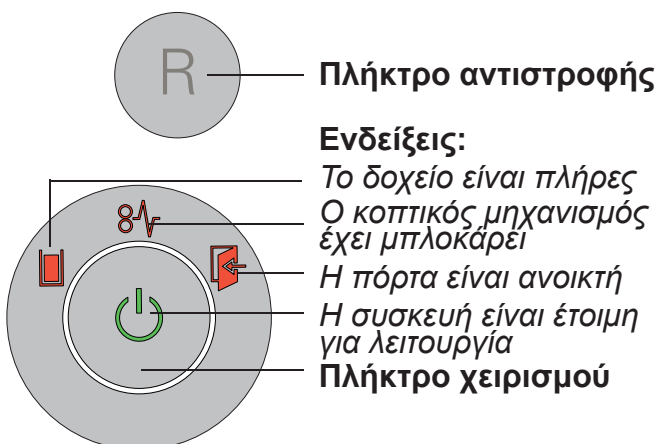 R
Πλήκτρο αντιστροφής
Ενδείξεις:
Το δοχείο είναι πλήρες
Ο κοπτικός μηχανισμός
έχει μπλοκάρει
Η πόρτα είναι ανοικτή
Η συσκευή είναι έτοιμη
για λειτουργία
Πλήκτρο χειρισμού